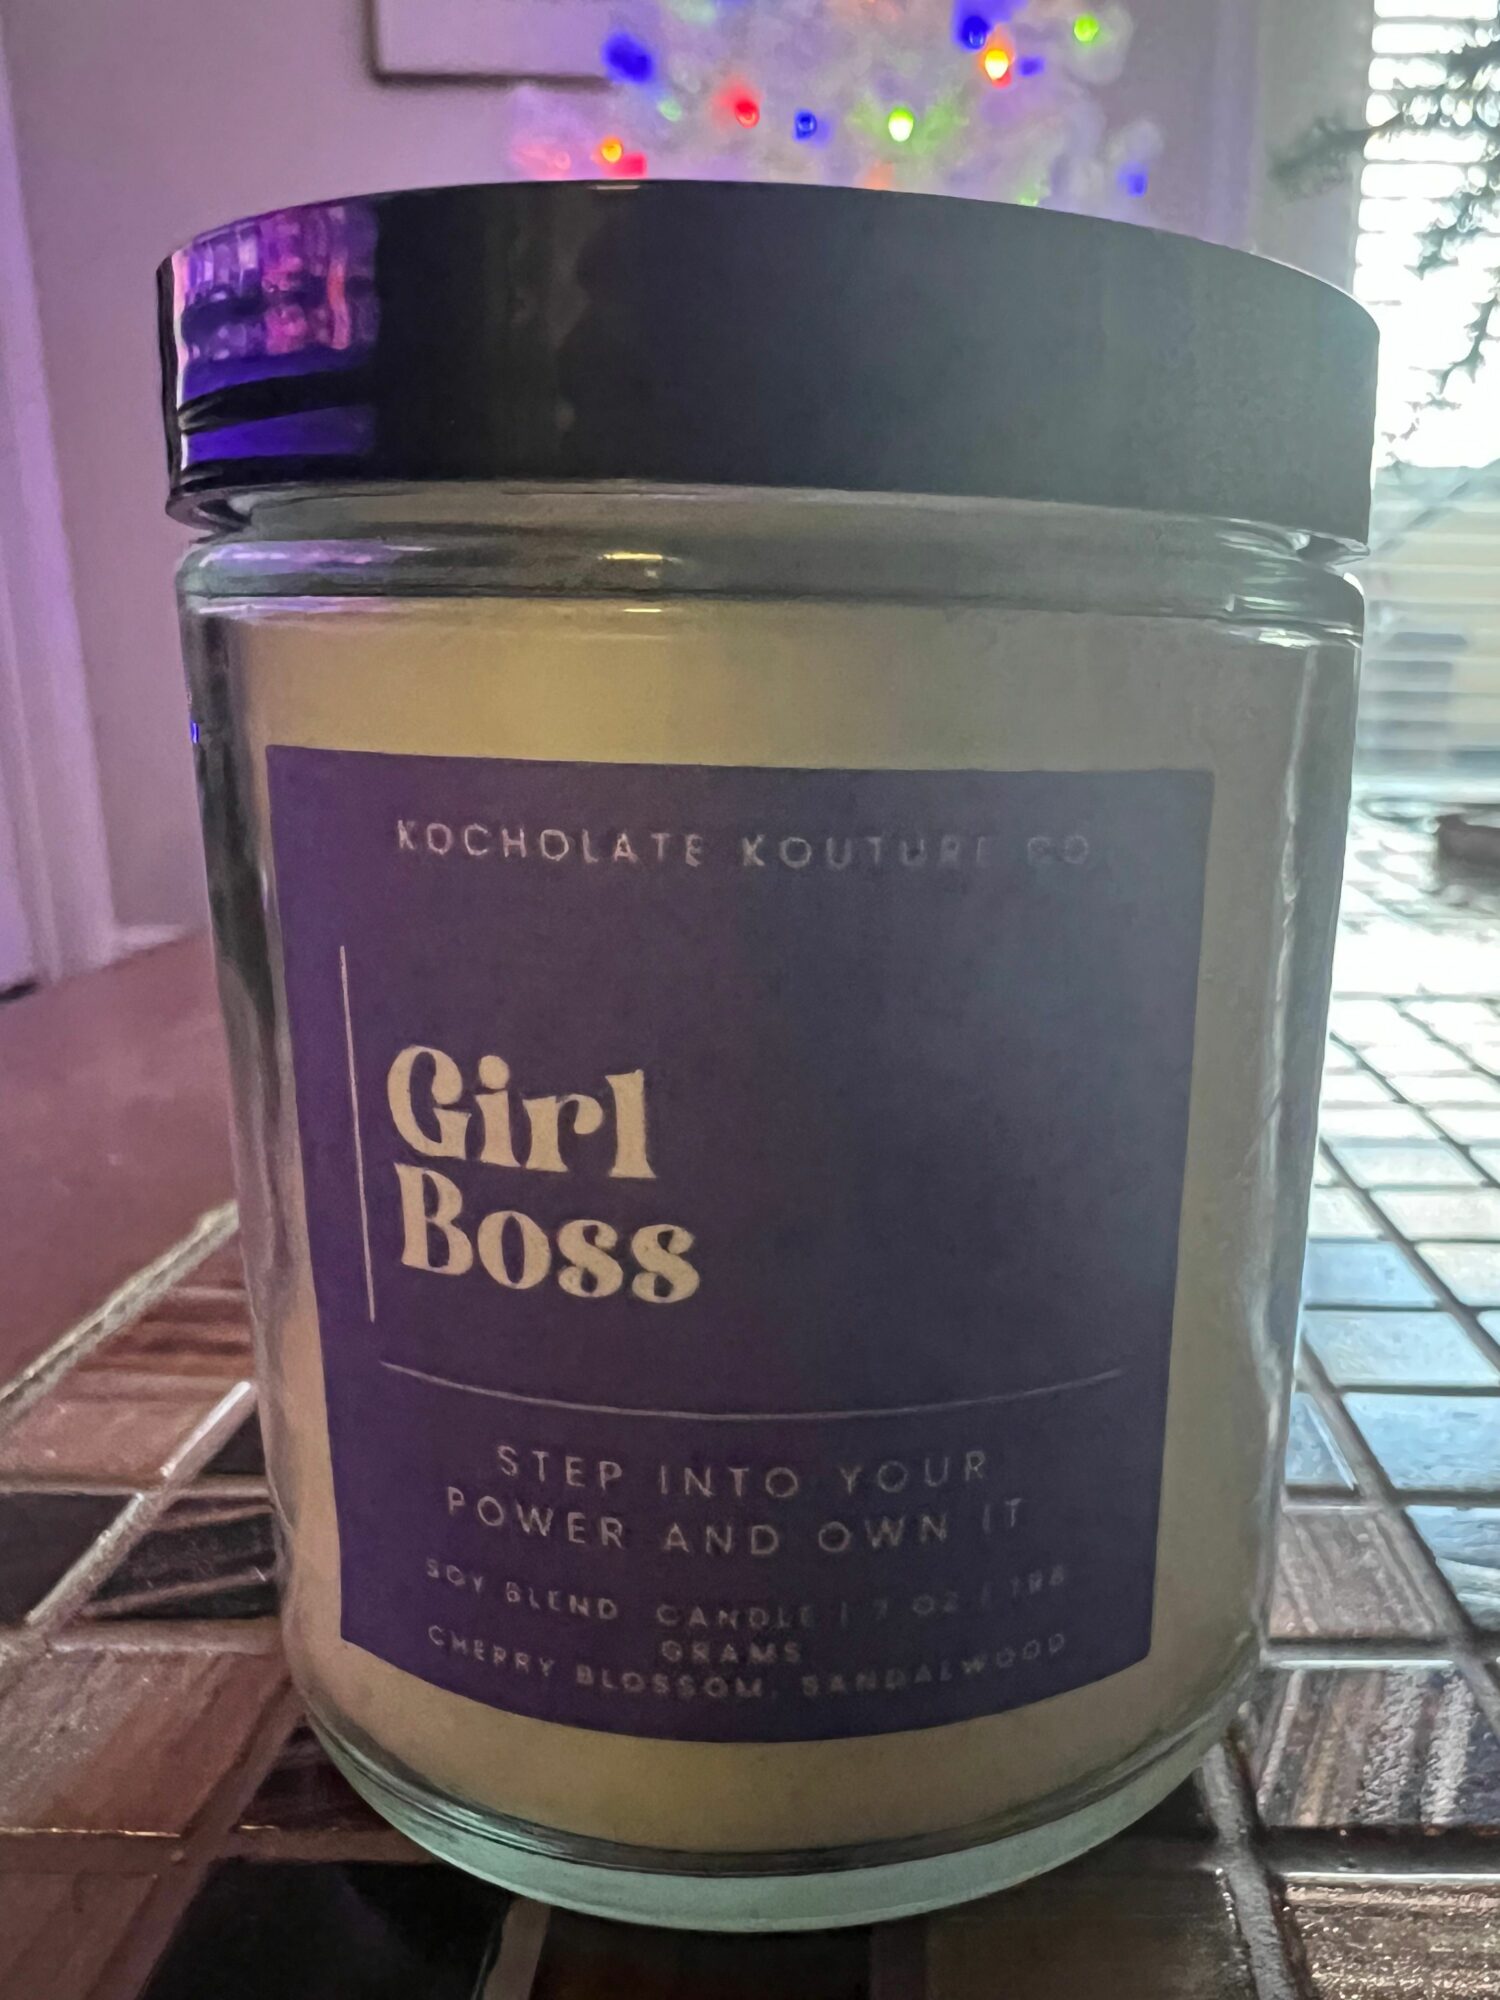 KOCHOLATE KOUTURE CO
Girl
Boss
STEP INTO YOUR
POWER AND OWN IT
SOY BLEND CANDLE | 7 OZ | 198
GRAMS
CHERRY BLOSSOM, SANDALWOOD